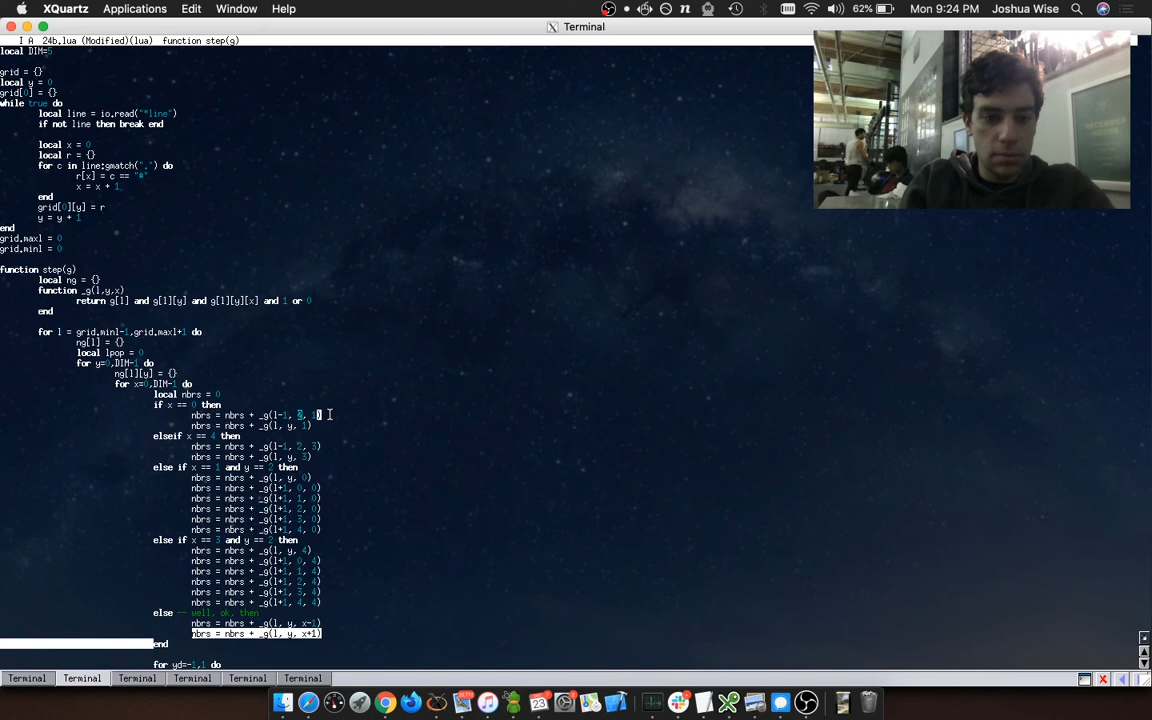 XQuartz Applications Edit Window Help 62% Mon 9:24 PM Joshua Wise
Terminal
I A 24b.lua (Modified)(lua) function step(g)
local DIM=5
grid = {}
local y = 0
grid[0] = {}
while true do
local line = io.read("*line")
if not line then break end
local x = 0
local r = {}
for c in line:gmatch(".") do
r[x] = c == "#"
x = x + 1
end
grid[0][y] = r
y = y + 1
end
grid.maxl = 0
grid.minl = 0
function step(g)
local ng = {}
function _g(l,y,x)
return g[l] and g[l][y] and g[l][y][x] and 1 or 0
end
for l = grid.minl-1,grid.maxl+1 do
ng[l] = {}
local lpop = 0
for y=0,DIM-1 do
ng[l][y] = {}
for x=0,DIM-1 do
local nbrs = 0
if x == 0 then
nbrs = nbrs + _g(l-1, 2, 1)
nbrs = nbrs + _g(l, y, 1)
elseif x == 4 then
nbrs = nbrs + _g(l-1, 2, 3)
nbrs = nbrs + _g(l, y, 3)
else if x == 1 and y == 2 then
nbrs = nbrs + _g(l, y, 0)
nbrs = nbrs + _g(l+1, 0, 0)
nbrs = nbrs + _g(l+1, 1, 0)
nbrs = nbrs + _g(l+1, 2, 0)
nbrs = nbrs + _g(l+1, 3, 0)
nbrs = nbrs + _g(l+1, 4, 0)
else if x == 3 and y == 2 then
nbrs = nbrs + _g(l, y, 4)
nbrs = nbrs + _g(l+1, 0, 4)
nbrs = nbrs + _g(l+1, 1, 4)
nbrs = nbrs + _g(l+1, 2, 4)
nbrs = nbrs + _g(l+1, 3, 4)
nbrs = nbrs + _g(l+1, 4, 4)
else -- well, ok, then
nbrs = nbrs + _g(l, y, x-1)
nbrs = nbrs + _g(l, y, x+1)
end
for yd=-1,1 do
Terminal Terminal Terminal Terminal Terminal Terminal
23